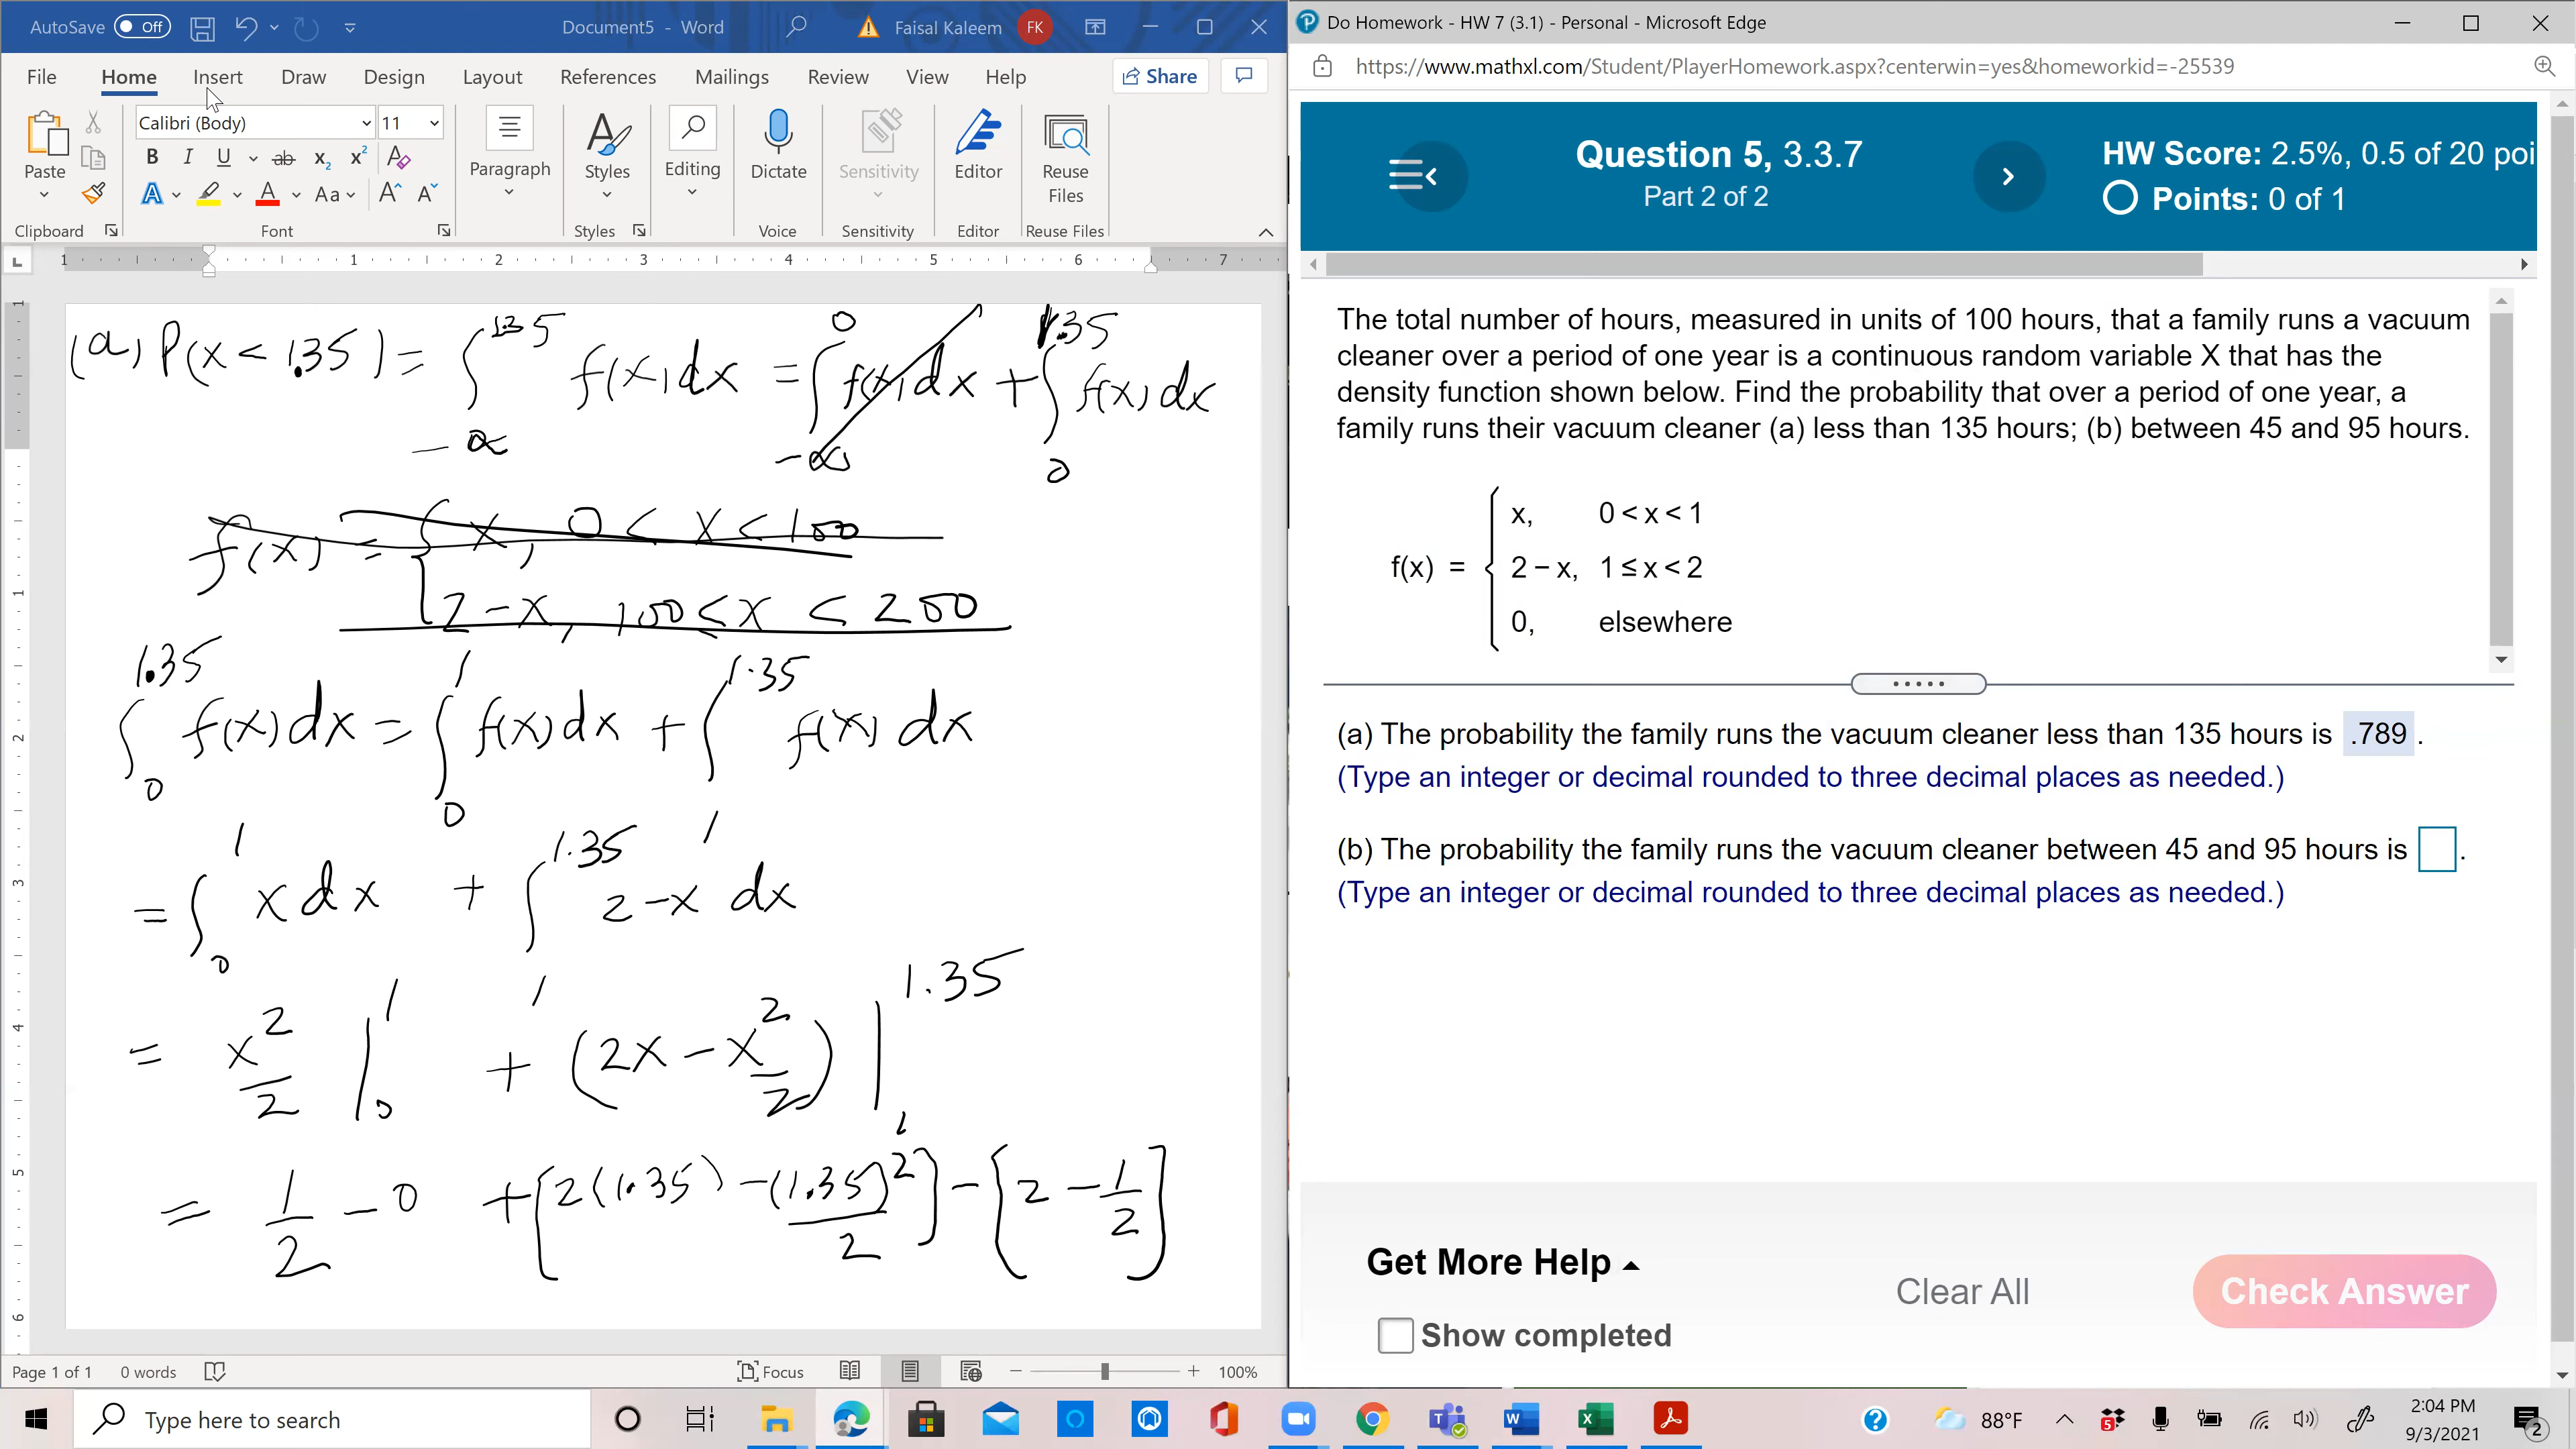 AutoSave Off Document5 - Word Faisal Kaleem FK
File Home Insert Draw Design Layout References Mailings Review View Help Share
Calibri (Body) 11
Paste Paragraph Styles Editing Dictate Sensitivity Editor Reuse Files
Clipboard Font Styles Voice Sensitivity Editor Reuse Files
1 1 2 3 4 5 6 7
(a) P(x < 1.35) = ∫_{-∞}^{1.35} f(x)dx = ∫_{-∞}^{0} f(x)dx + ∫_{0}^{1.35} f(x)dx
f(x) = { x, 0 < x < 100
2-x, 100 < x < 200
∫_{0}^{1.35} f(x)dx = ∫_{0}^{1} f(x)dx + ∫_{1}^{1.35} f(x) dx
= ∫_{0}^{1} x dx + ∫_{1}^{1.35} 2-x dx
= x²/2 |_{0}^{1} + (2x - x²/2) |_{1}^{1.35}
= 1/2 - 0 + [2(1.35) - (1.35)²/2] - [2 - 1/2]
Page 1 of 1 0 words Focus 100%
Do Homework - HW 7 (3.1) - Personal - Microsoft Edge
https://www.mathxl.com/Student/PlayerHomework.aspx?centerwin=yes&homeworkid=-25539
Question 5, 3.3.7
Part 2 of 2
HW Score: 2.5%, 0.5 of 20 poi
Points: 0 of 1
The total number of hours, measured in units of 100 hours, that a family runs a vacuum
cleaner over a period of one year is a continuous random variable X that has the
density function shown below. Find the probability that over a period of one year, a
family runs their vacuum cleaner (a) less than 135 hours; (b) between 45 and 95 hours.
x, 0 < x < 1
f(x) = { 2 − x, 1 ≤ x < 2
0, elsewhere
(a) The probability the family runs the vacuum cleaner less than 135 hours is .789 .
(Type an integer or decimal rounded to three decimal places as needed.)
(b) The probability the family runs the vacuum cleaner between 45 and 95 hours is .
(Type an integer or decimal rounded to three decimal places as needed.)
Get More Help
Clear All
Check Answer
Show completed
Type here to search
88°F
2:04 PM
9/3/2021